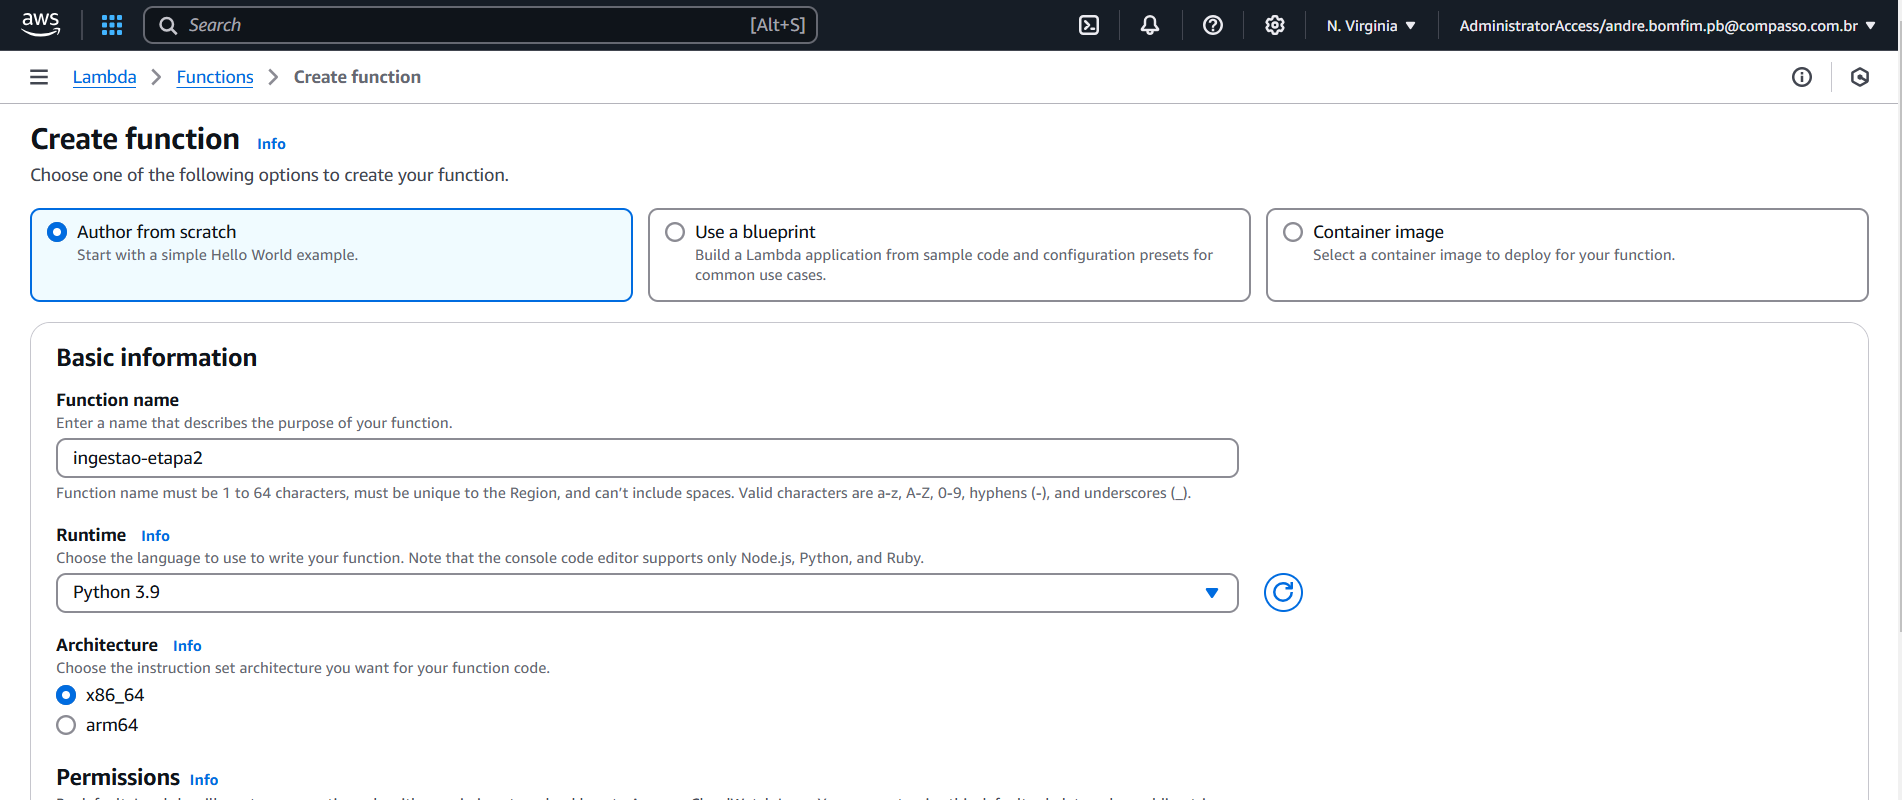 aws Search [Alt+S] N. Virginia AdministratorAccess/andre.bomfim.pb@compasso.com.br
Lambda Functions Create function
Create function Info
Choose one of the following options to create your function.
Author from scratch
Start with a simple Hello World example.
Use a blueprint
Build a Lambda application from sample code and configuration presets for
common use cases.
Container image
Select a container image to deploy for your function.
Basic information
Function name
Enter a name that describes the purpose of your function.
ingestao-etapa2
Function name must be 1 to 64 characters, must be unique to the Region, and can't include spaces. Valid characters are a-z, A-Z, 0-9, hyphens (-), and underscores (_).
Runtime Info
Choose the language to use to write your function. Note that the console code editor supports only Node.js, Python, and Ruby.
Python 3.9
Architecture Info
Choose the instruction set architecture you want for your function code.
x86_64
arm64
Permissions Info